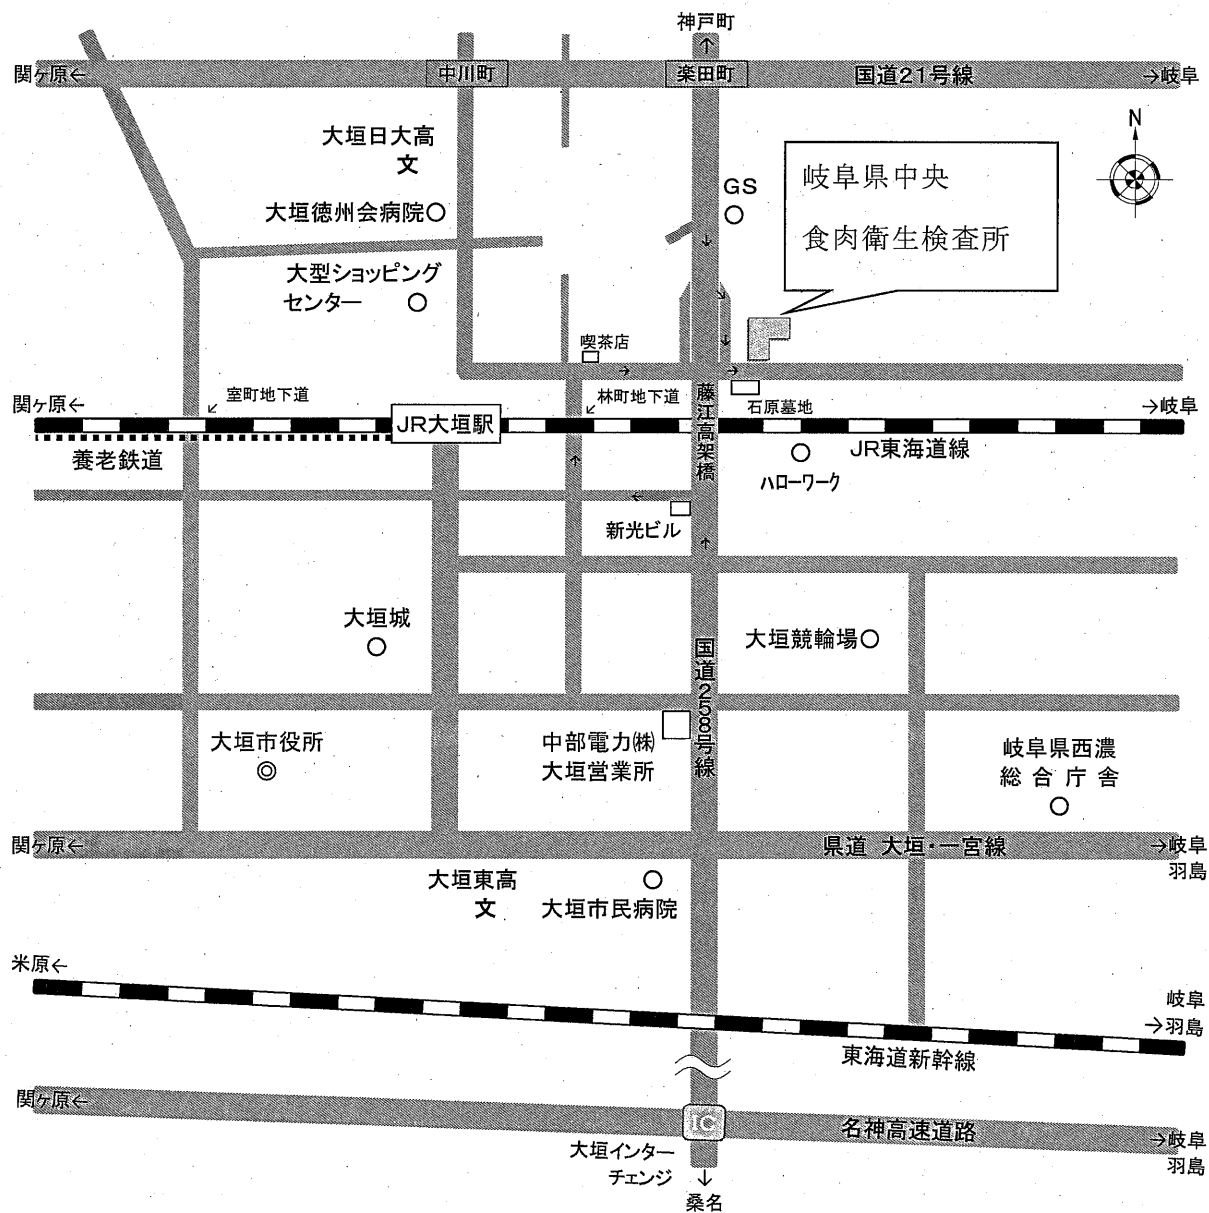 神戸町
関ヶ原←
中川町
楽田町
国道21号線
→岐阜
N
大垣日大高
文
GS
岐阜県中央
食肉衛生検査所
大垣徳州会病院
大型ショッピング
センター
喫茶店
室町地下道
林町地下道
藤江高架橋
石原墓地
関ヶ原←
JR大垣駅
→岐阜
JR東海道線
養老鉄道
ハローワーク
新光ビル
大垣城
大垣競輪場
国道258号線
大垣市役所
中部電力㈱
大垣営業所
岐阜県西濃
総合庁舎
関ヶ原←
県道 大垣・一宮線
→岐阜
羽島
大垣東高
文
大垣市民病院
米原←
岐阜
→羽島
東海道新幹線
関ヶ原←
IC
名神高速道路
→岐阜
羽島
大垣インター
チェンジ
桑名